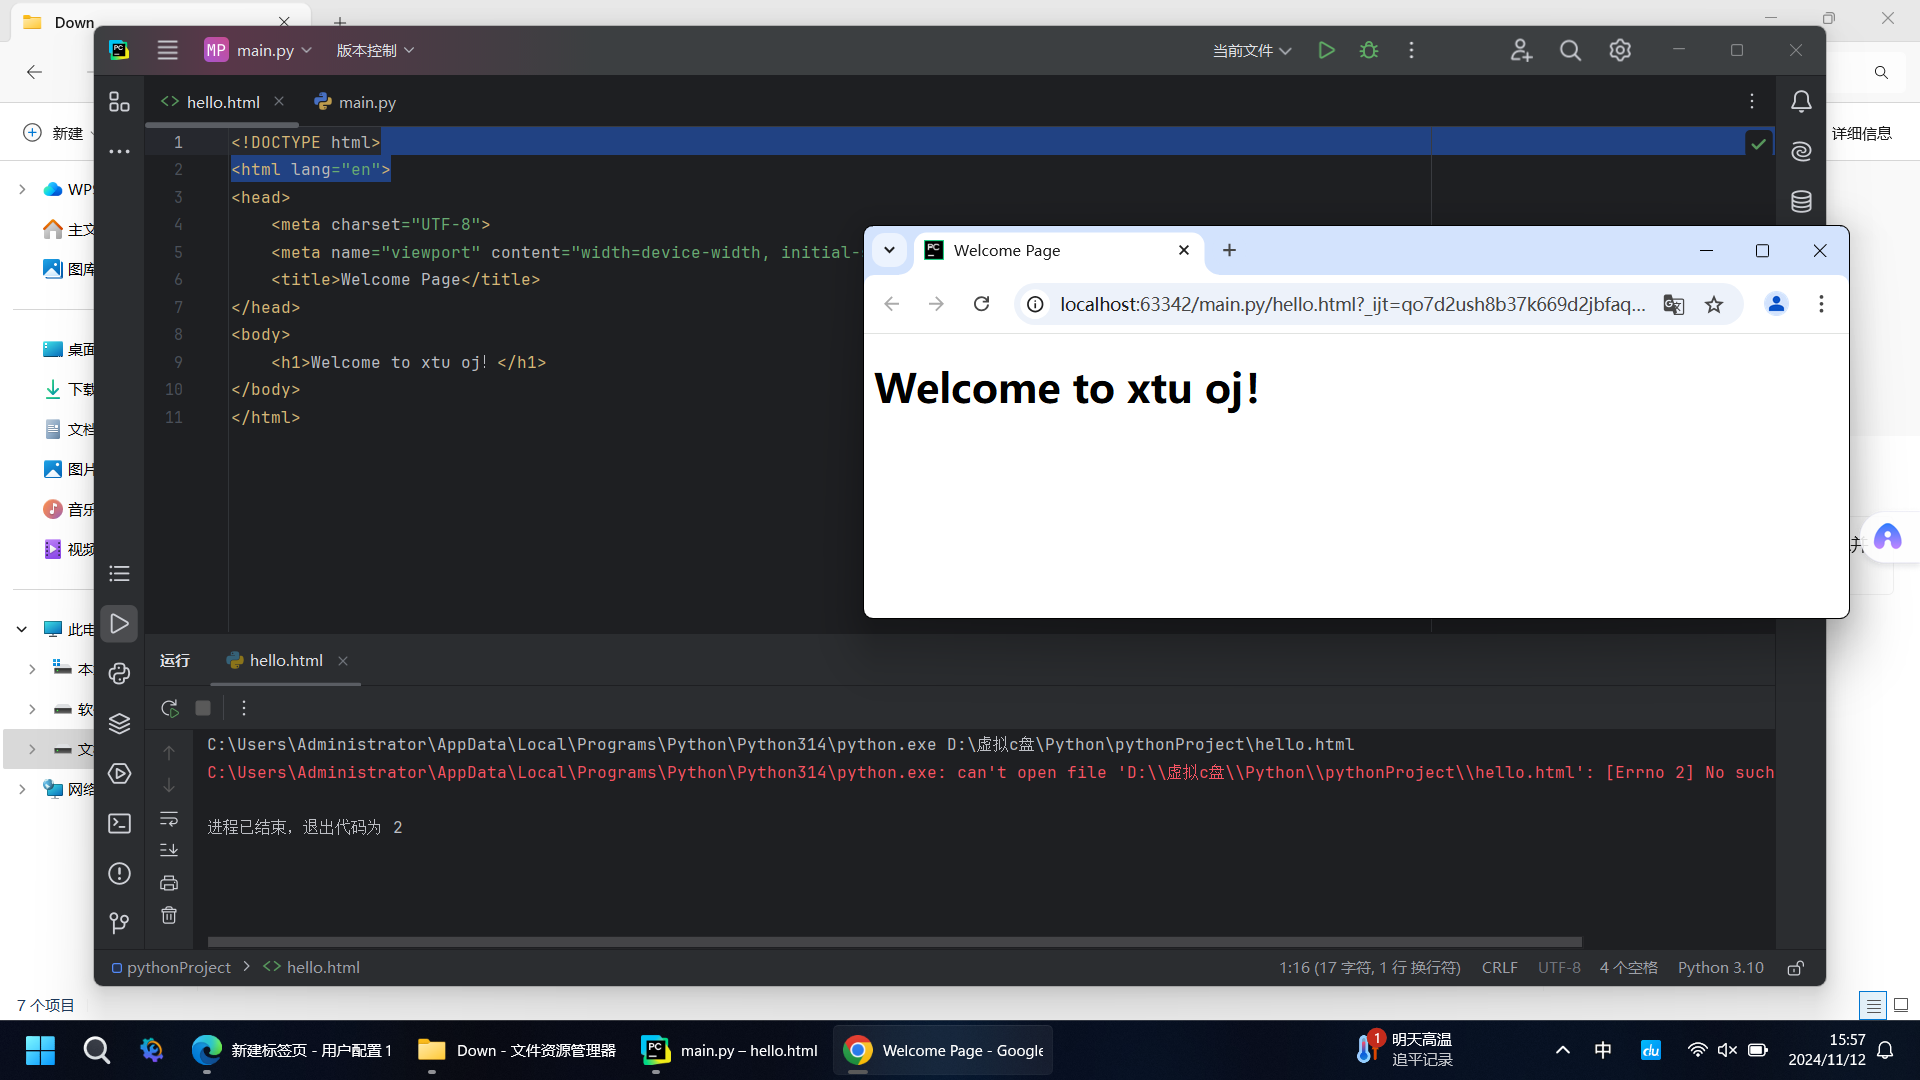 Down
MP main.py
版本控制
当前文件
新建
详细信息
hello.html
main.py
1 <!DOCTYPE html>
2 <html lang="en">
3 <head>
4 <meta charset="UTF-8">
5 <meta name="viewport" content="width=device-width, initial-
6 <title>Welcome Page</title>
7 </head>
8 <body>
9 <h1>Welcome to xtu oj! </h1>
10 </body>
11 </html>
WPS
主文
图库
桌面
下载
文档
图片
音乐
视频
此电
本
软
文
网络
Welcome Page
localhost:63342/main.py/hello.html?_ijt=qo7d2ush8b37k669d2jbfaq...
Welcome to xtu oj!
并
运行
hello.html
C:\Users\Administrator\AppData\Local\Programs\Python\Python314\python.exe D:\虚拟c盘\Python\pythonProject\hello.html
C:\Users\Administrator\AppData\Local\Programs\Python\Python314\python.exe: can't open file 'D:\\虚拟c盘\\Python\\pythonProject\\hello.html': [Errno 2] No such
进程已结束，退出代码为 2
pythonProject > hello.html
1:16 (17 字符, 1 行 换行符)
CRLF
UTF-8
4 个空格
Python 3.10
7 个项目
新建标签页 - 用户配置 1
Down - 文件资源管理器
main.py – hello.html
Welcome Page - Google
1
明天高温
追平记录
中
du
15:57
2024/11/12